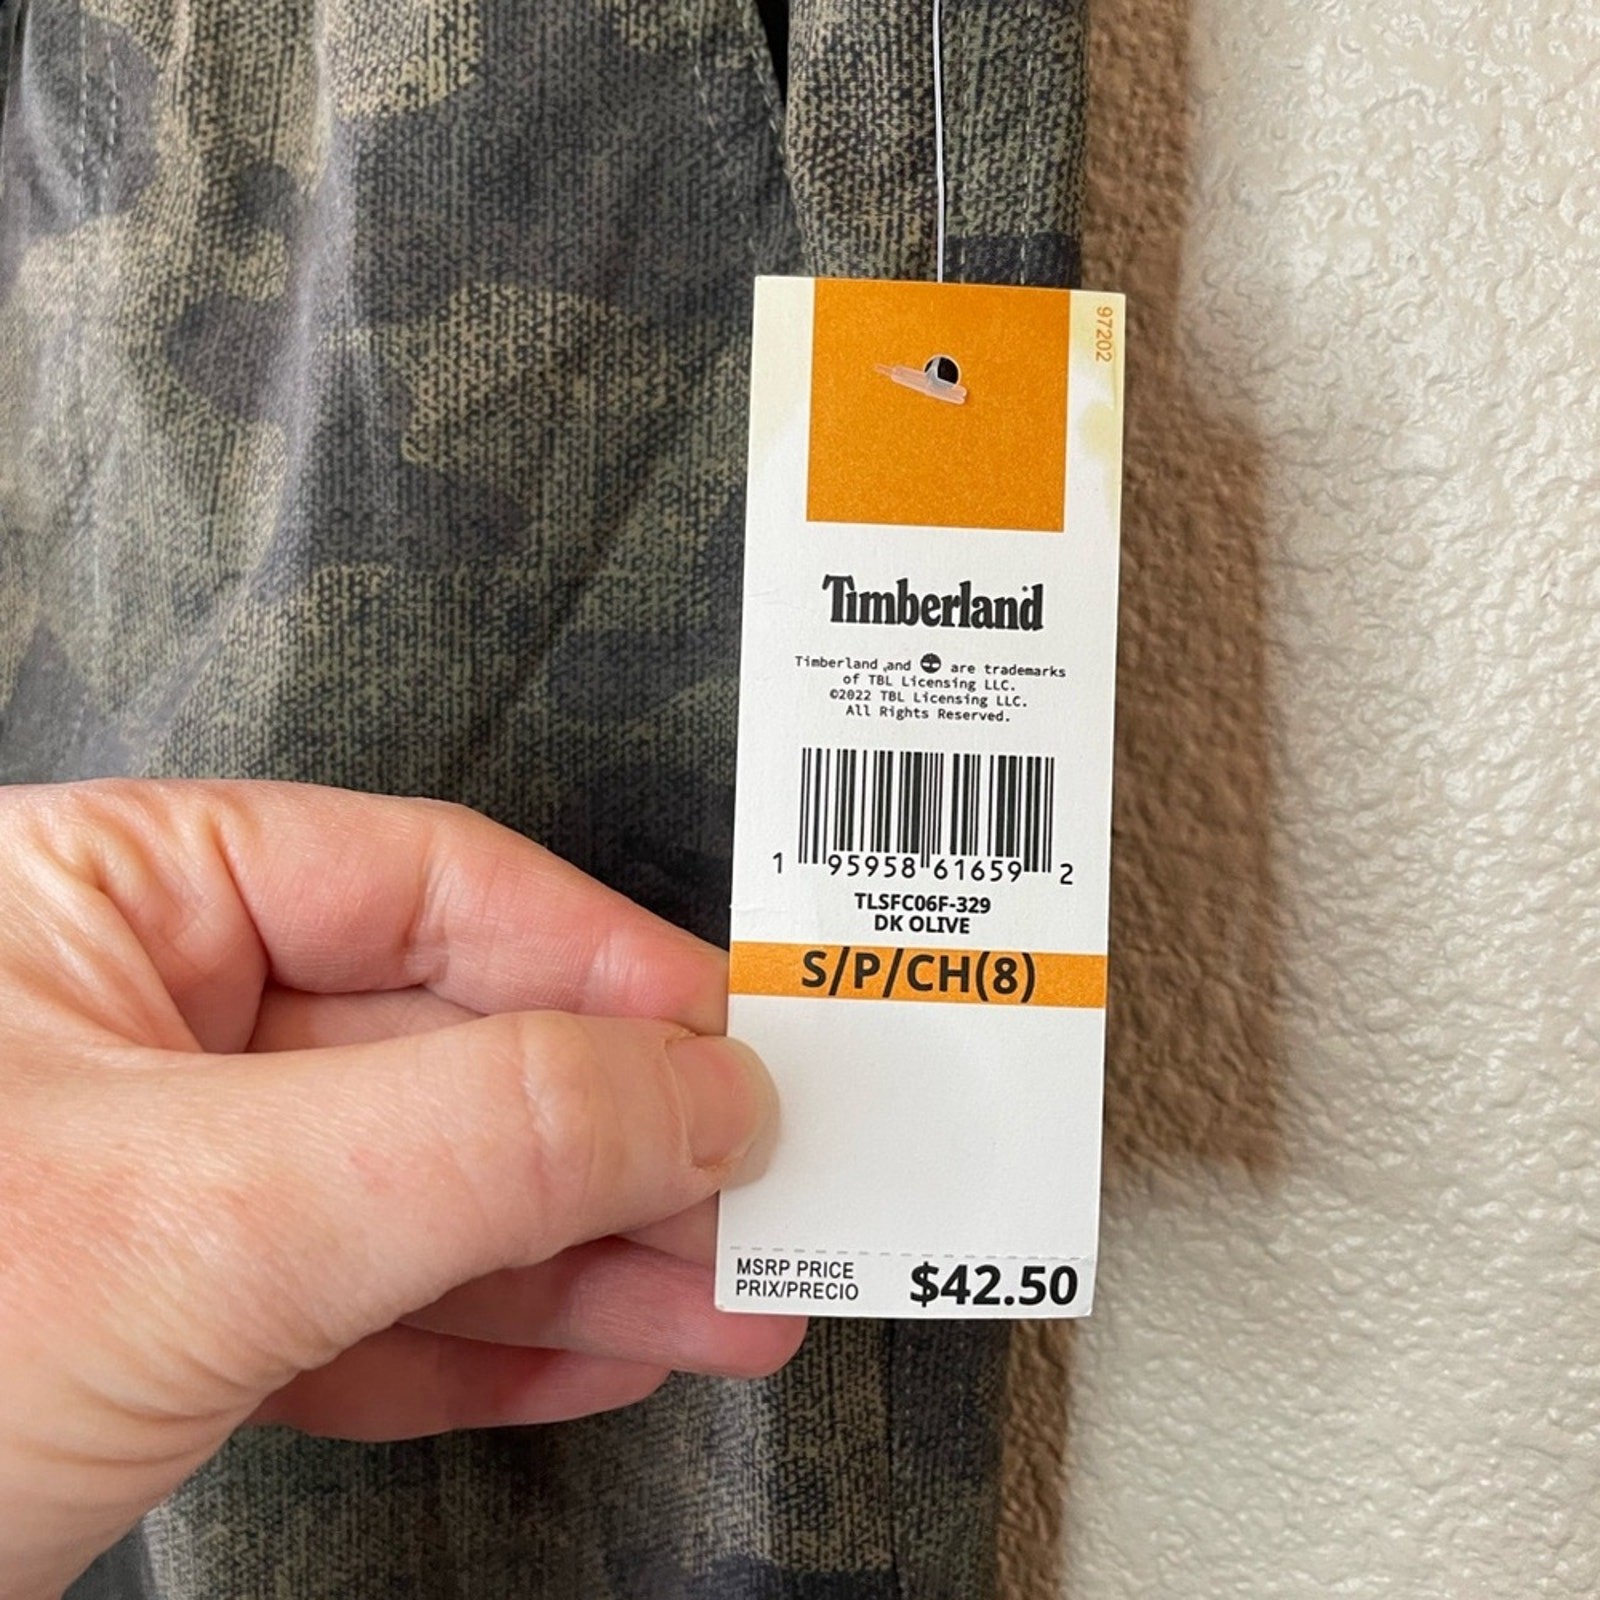 97202
Timberland
Timberland and are trademarks
of TBL Licensing LLC.
©2022 TBL Licensing LLC.
All Rights Reserved.
1 95958 61659 2
TLSFC06F-329
DK OLIVE
S/P/CH(8)
MSRP PRICE
PRIX/PRECIO
$42.50